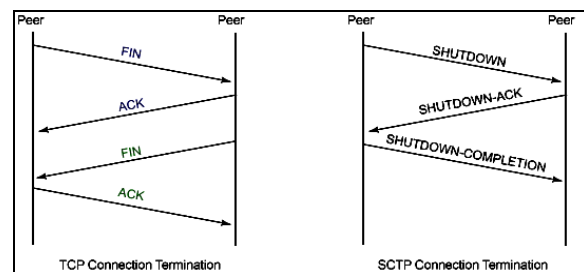 Peer Peer
FIN
ACK
FIN
ACK
TCP Connection Termination
Peer Peer
SHUTDOWN
SHUTDOWN-ACK
SHUTDOWN-COMPLETION
SCTP Connection Termination